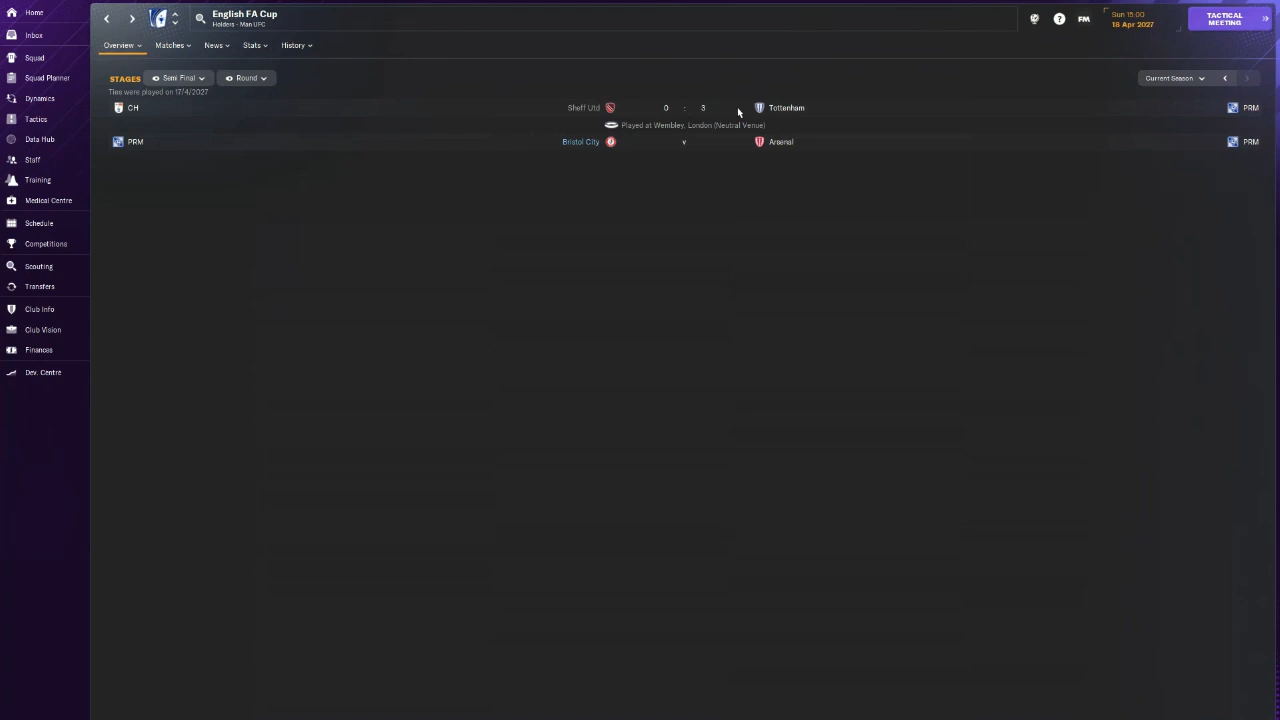 Home
Inbox
Squad
Squad Planner
Dynamics
Tactics
Data Hub
Staff
Training
Medical Centre
Schedule
Competitions
Scouting
Transfers
Club Info
Club Vision
Finances
Dev. Centre
English FA Cup
Holders - Man UFC
FM
Sun 15:00
18 Apr 2027
TACTICAL
MEETING
Overview Matches News Stats History
STAGES Semi Final Round Current Season
Ties were played on 17/4/2027
CH Sheff Utd 0 : 3 Tottenham PRM
Played at Wembley, London (Neutral Venue)
PRM Bristol City v Arsenal PRM